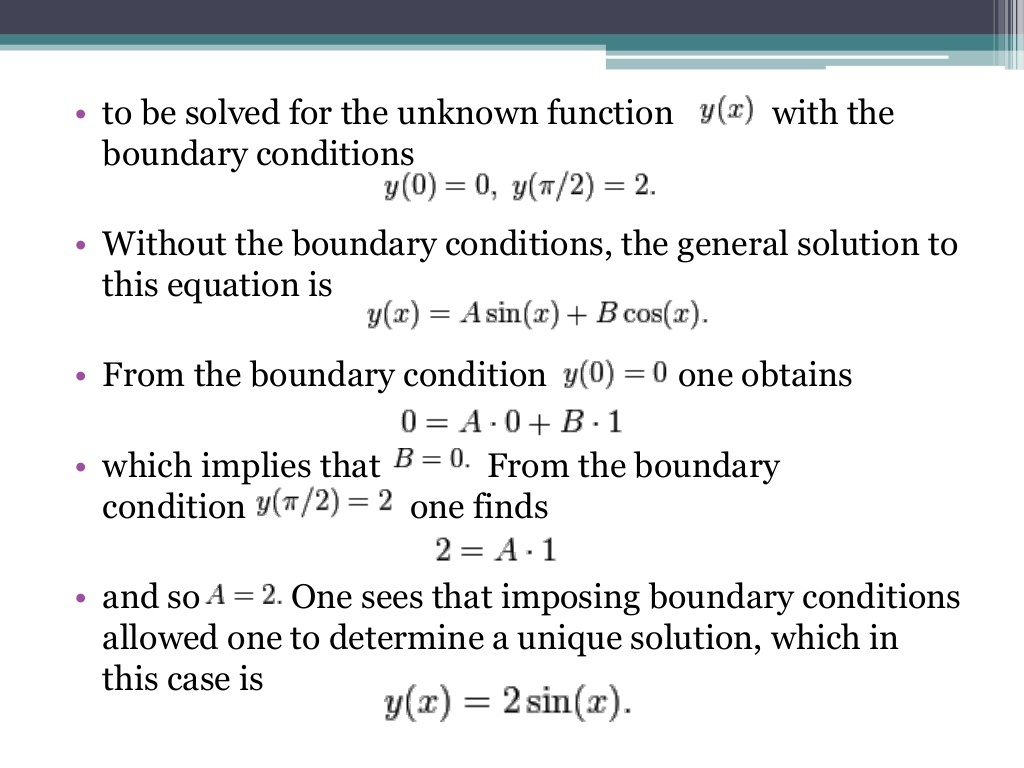 • to be solved for the unknown function y(x) with the
boundary conditions
y(0) = 0, y(π/2) = 2.
• Without the boundary conditions, the general solution to
this equation is
y(x) = A sin(x) + B cos(x).
• From the boundary condition y(0) = 0 one obtains
0 = A · 0 + B · 1
• which implies that B = 0. From the boundary
condition y(π/2) = 2 one finds
2 = A · 1
• and so A = 2. One sees that imposing boundary conditions
allowed one to determine a unique solution, which in
this case is
y(x) = 2 sin(x).